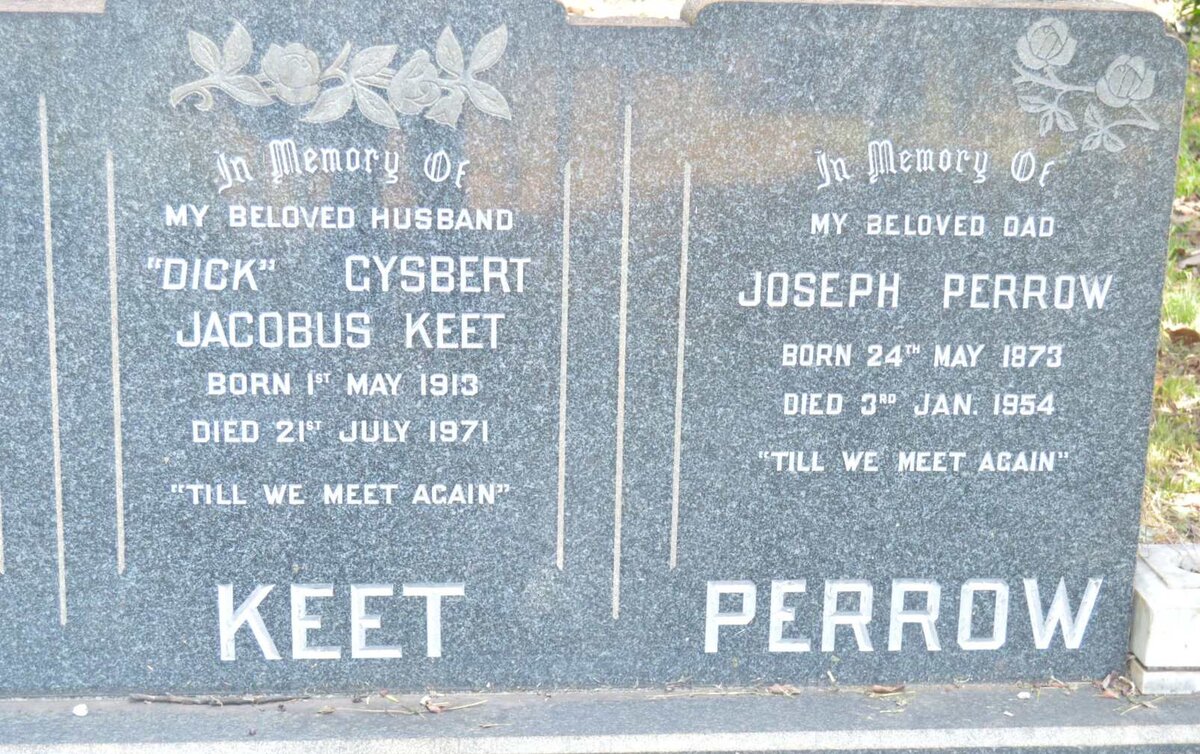 In Memory Of
MY BELOVED HUSBAND
"DICK" GYSBERT
JACOBUS KEET
BORN 1ST MAY 1913
DIED 21ST JULY 1971
"TILL WE MEET AGAIN"
KEET
In Memory Of
MY BELOVED DAD
JOSEPH PERROW
BORN 24TH MAY 1873
DIED 3RD JAN. 1954
"TILL WE MEET AGAIN"
PERROW